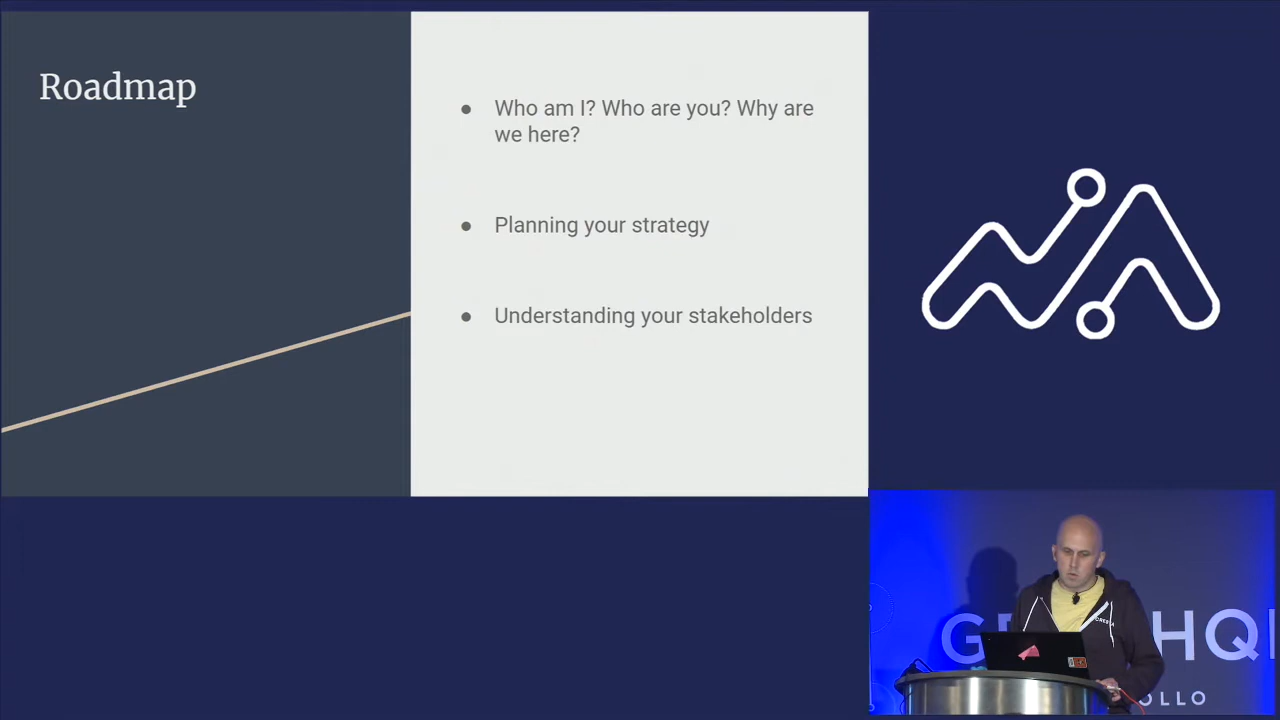 Roadmap
● Who am I? Who are you? Why are
we here?
● Planning your strategy
● Understanding your stakeholders